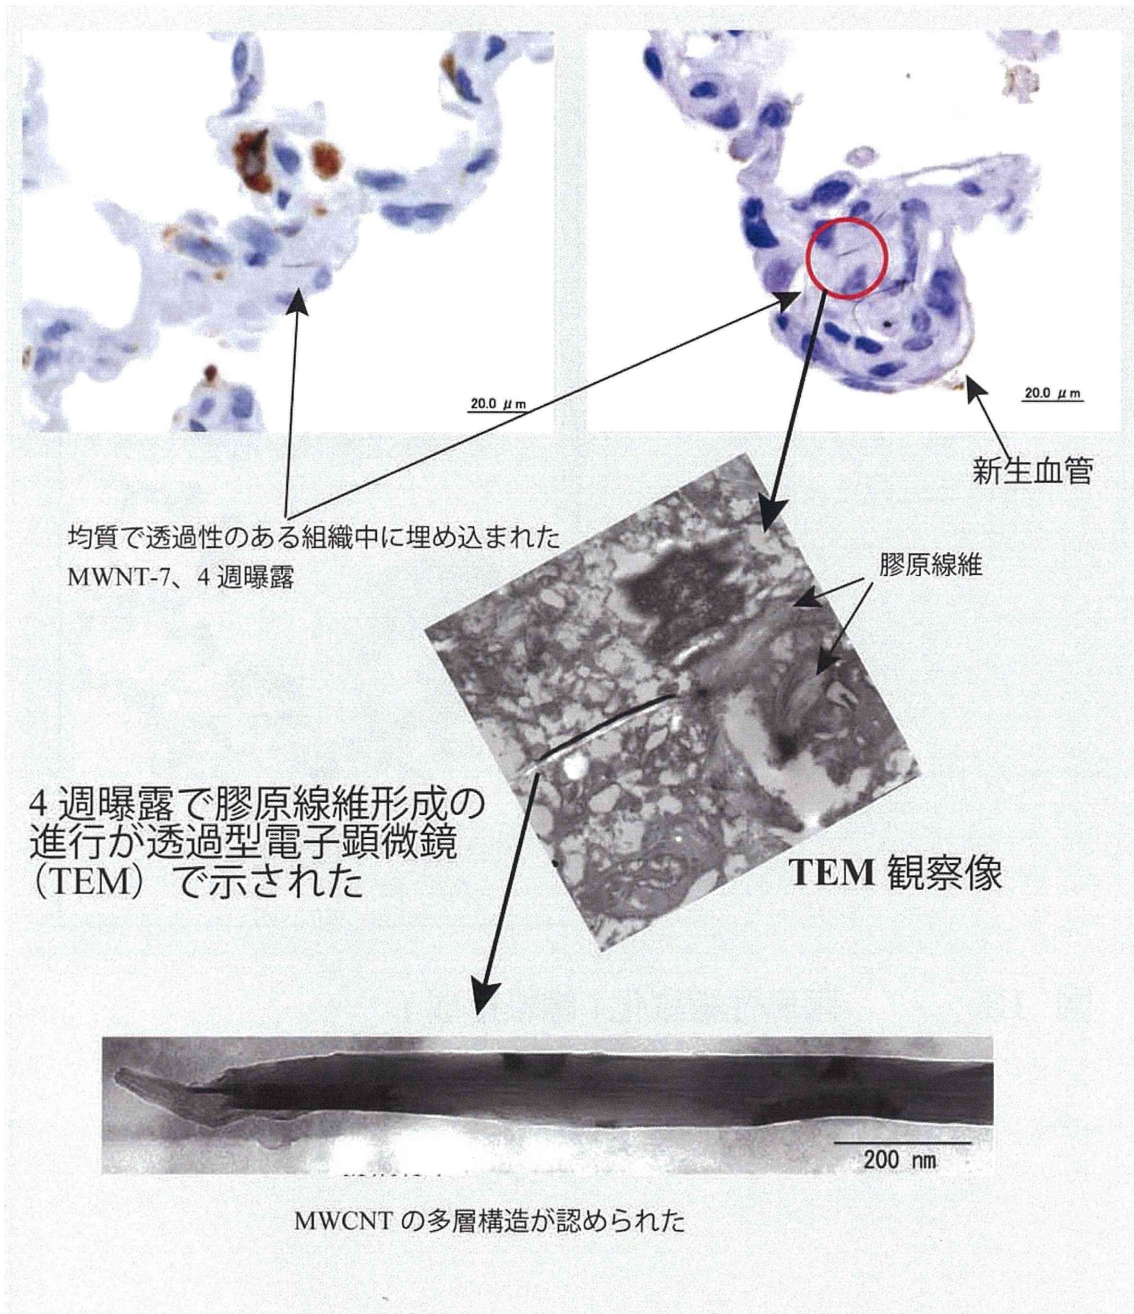 20.0 μm
20.0 μm
新生血管
均質で透過性のある組織中に埋め込まれた
MWNT-7、4 週曝露
膠原線維
4 週曝露で膠原線維形成の
進行が透過型電子顕微鏡
（TEM）で示された
TEM 観察像
200 nm
MWCNT の多層構造が認められた